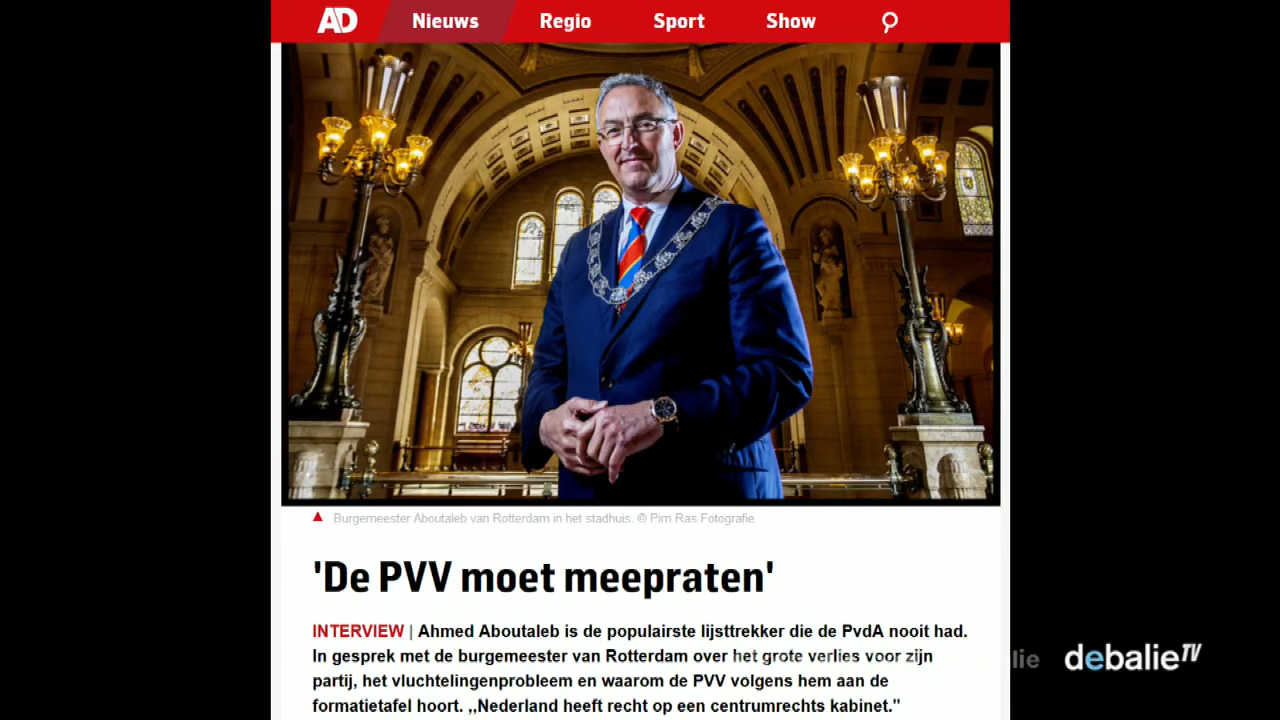 AD Nieuws Regio Sport Show
Burgemeester Aboutaleb van Rotterdam in het stadhuis. © Pim Ras Fotografie
'De PVV moet meepraten'
INTERVIEW | Ahmed Aboutaleb is de populairste lijsttrekker die de PvdA nooit had.
In gesprek met de burgemeester van Rotterdam over het grote verlies voor zijn
partij, het vluchtelingenprobleem en waarom de PVV volgens hem aan de
formatietafel hoort. ,,Nederland heeft recht op een centrumrechts kabinet."
lie debalie TV